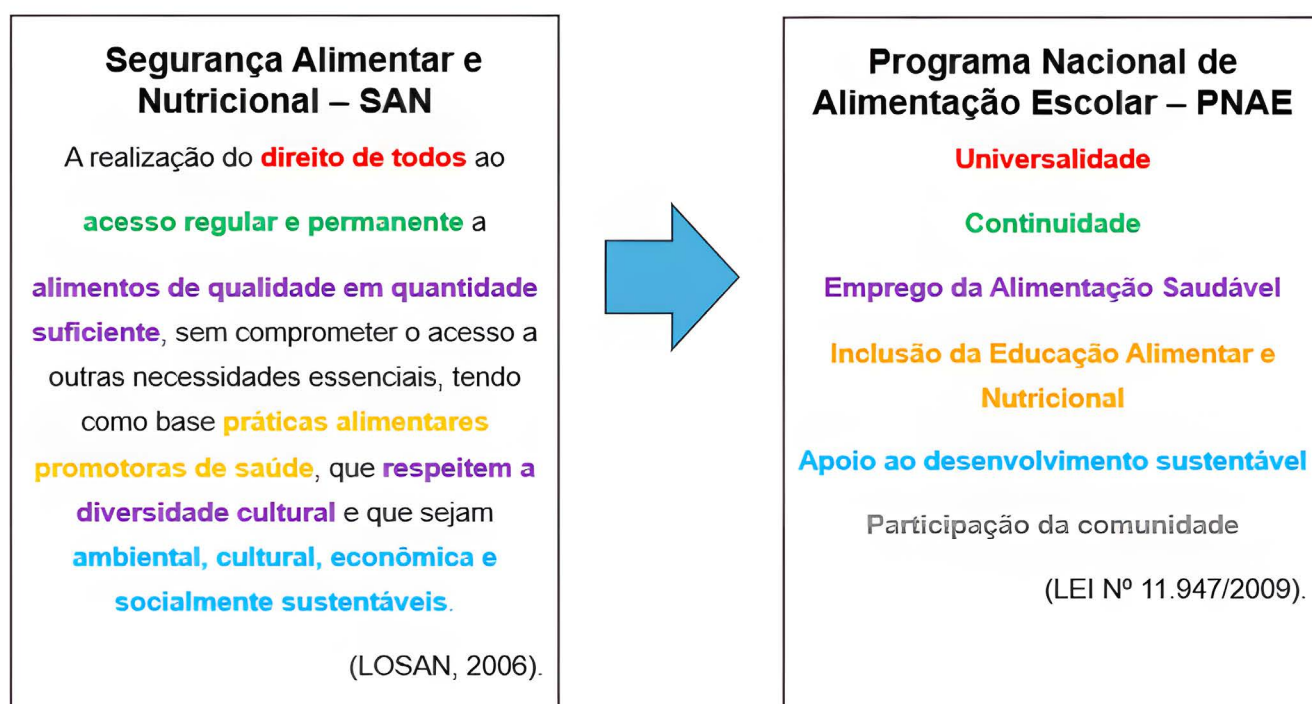 Segurança Alimentar e
Nutricional – SAN
A realização do direito de todos ao
acesso regular e permanente a
alimentos de qualidade em quantidade
suficiente, sem comprometer o acesso a
outras necessidades essenciais, tendo
como base práticas alimentares
promotoras de saúde, que respeitem a
diversidade cultural e que sejam
ambiental, cultural, econômica e
socialmente sustentáveis.
(LOSAN, 2006).
Programa Nacional de
Alimentação Escolar – PNAE
Universalidade
Continuidade
Emprego da Alimentação Saudável
Inclusão da Educação Alimentar e
Nutricional
Apoio ao desenvolvimento sustentável
Participação da comunidade
(LEI Nº 11.947/2009).